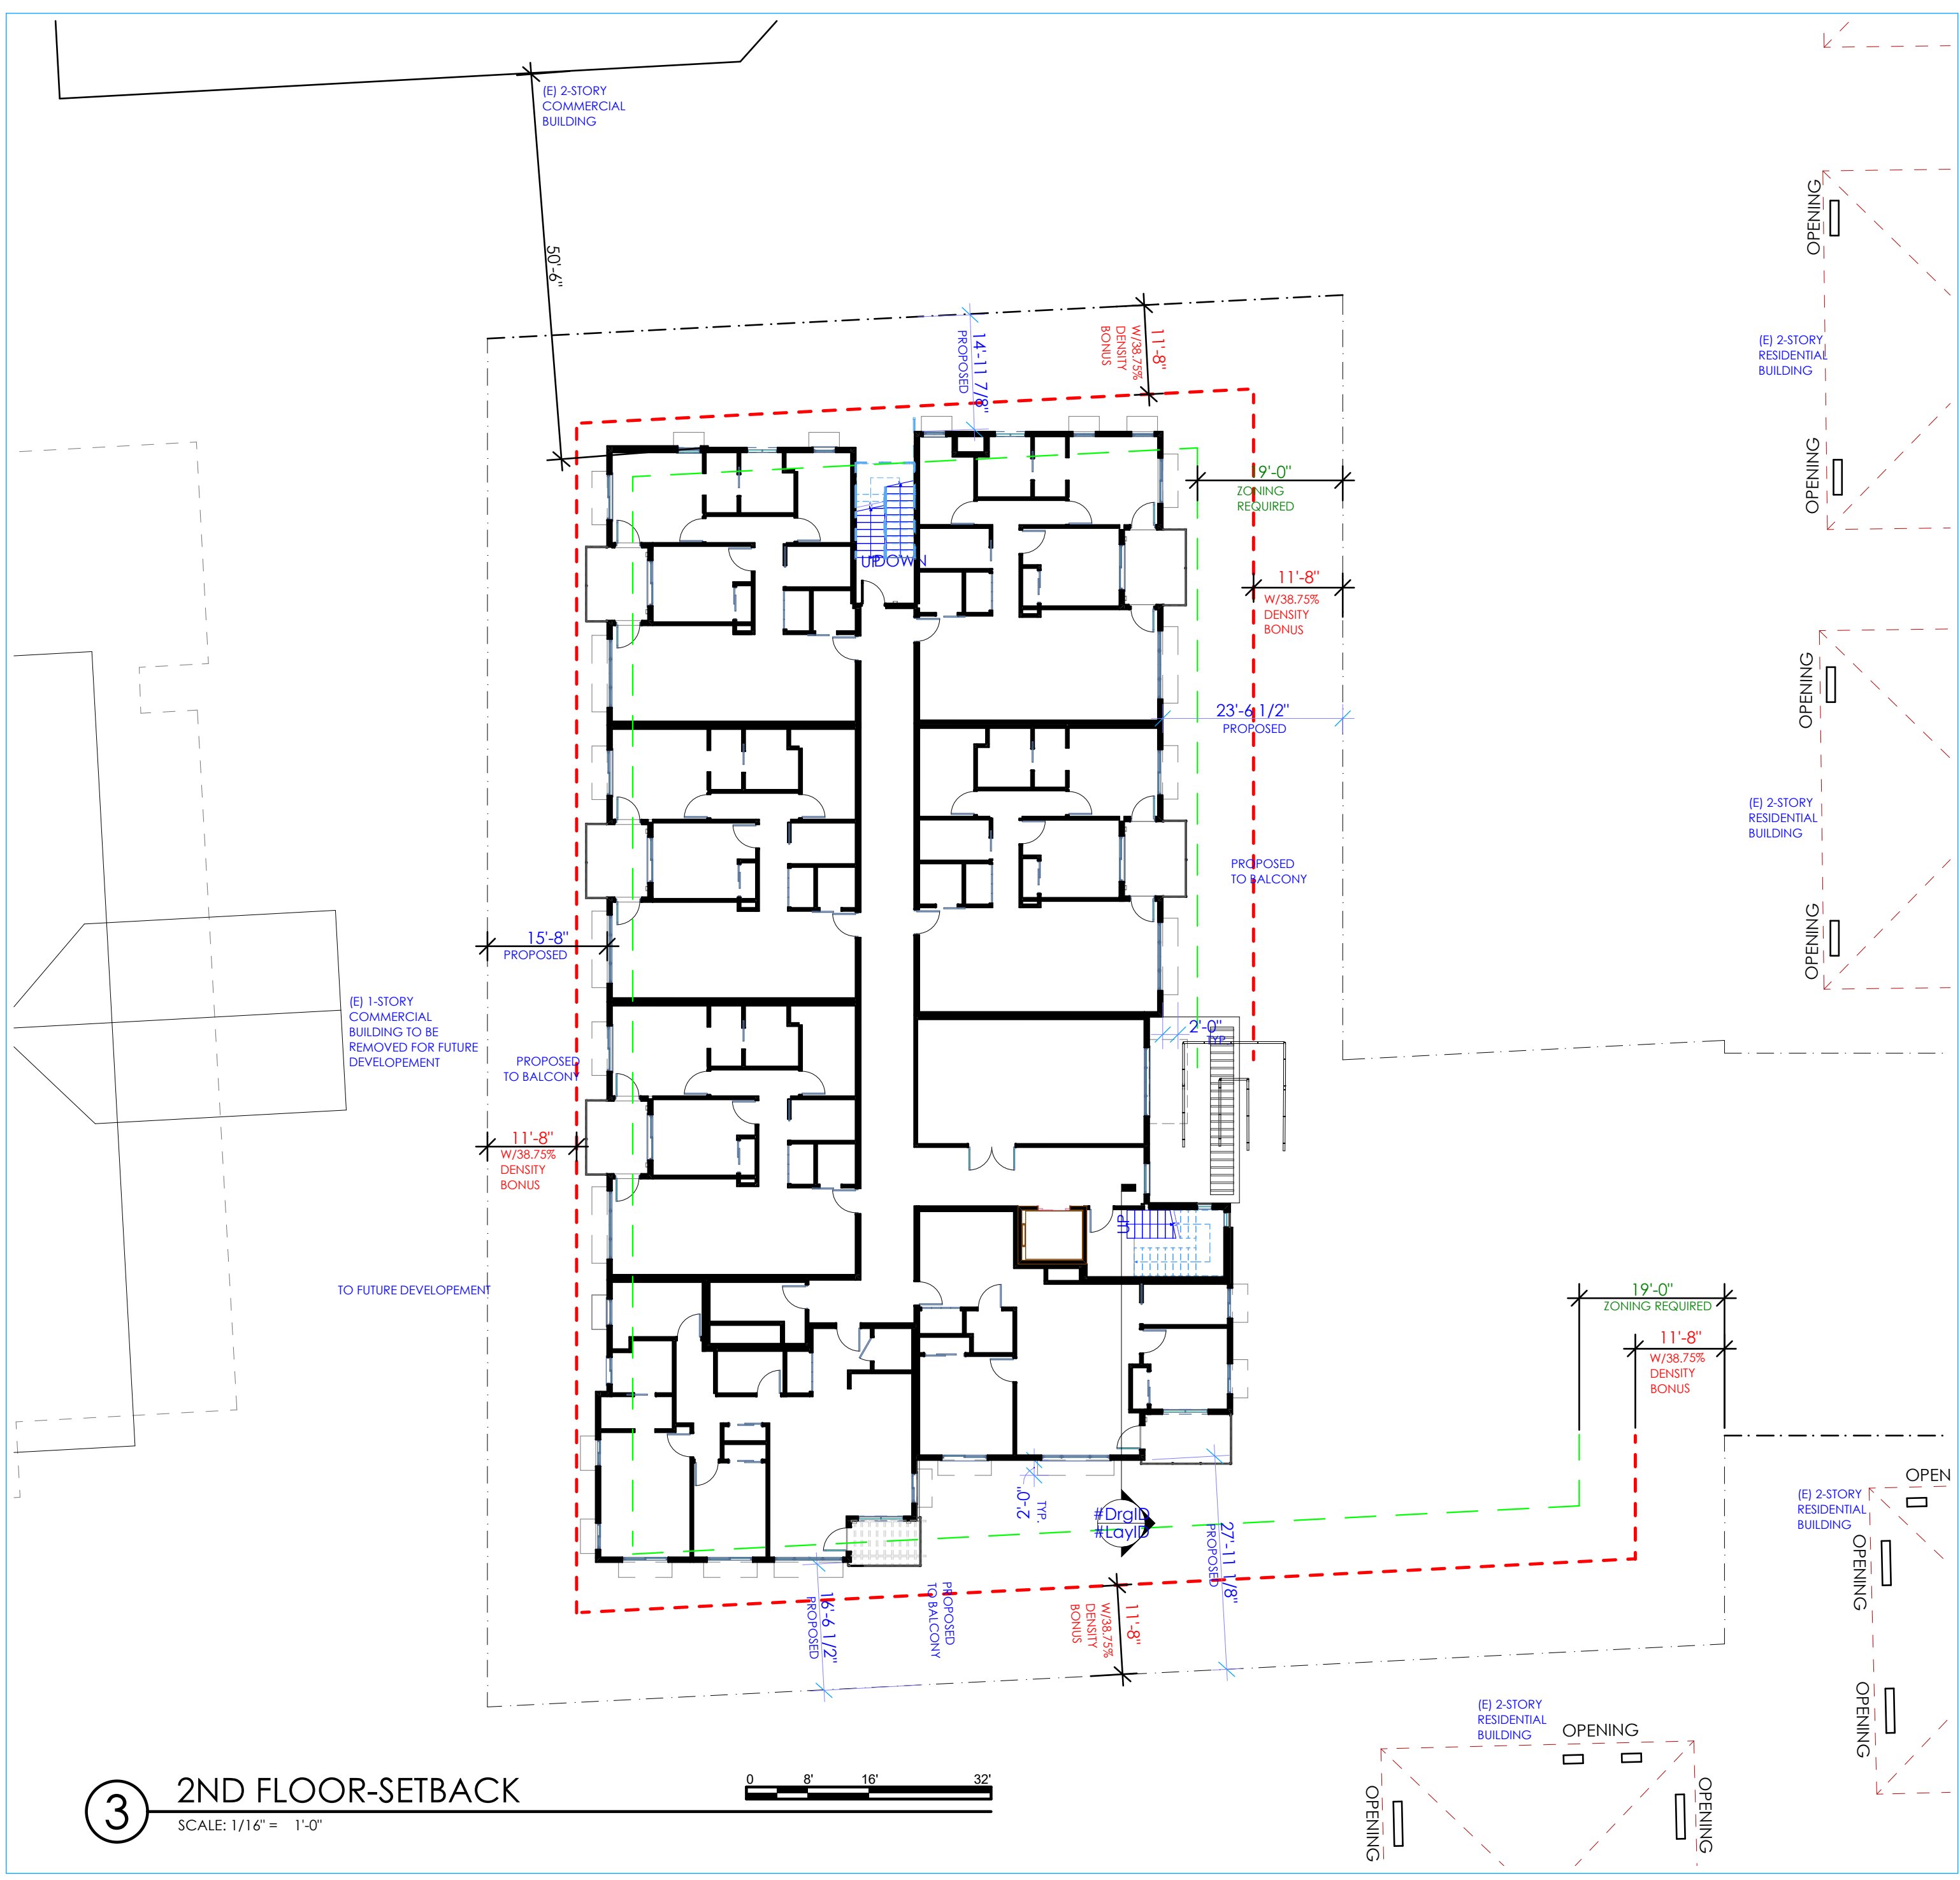 (E) 2-STORY
COMMERCIAL
BUILDING
50'-6"
14'-11 7/8"
PROPOSED
11'-8"
W/38.75%
DENSITY
BONUS
OPENING
(E) 2-STORY
RESIDENTIAL
BUILDING
OPENING
19'-0"
ZONING
REQUIRED
UP
DOWN
11'-8"
W/38.75%
DENSITY
BONUS
OPENING
23'-6 1/2"
PROPOSED
(E) 2-STORY
RESIDENTIAL
BUILDING
PROPOSED
TO BALCONY
OPENING
15'-8"
PROPOSED
(E) 1-STORY
COMMERCIAL
BUILDING TO BE
REMOVED FOR FUTURE
DEVELOPEMENT
2'-0"
TYP.
PROPOSED
TO BALCONY
11'-8"
W/38.75%
DENSITY
BONUS
UP
TO FUTURE DEVELOPEMENT
19'-0"
ZONING REQUIRED
11'-8"
W/38.75%
DENSITY
BONUS
OPEN
(E) 2-STORY
RESIDENTIAL
BUILDING
OPENING
2'-0"
TYP.
#DrgID
#LayID
27'-11 1/8"
PROPOSED
16'-6 1/2"
PROPOSED
PROPOSED
TO BALCONY
11'-8"
W/38.75%
DENSITY
BONUS
OPENING
(E) 2-STORY
RESIDENTIAL
BUILDING
OPENING
OPENING
OPENING
3
2ND FLOOR-SETBACK
SCALE: 1/16" = 1'-0"
0 8' 16' 32'